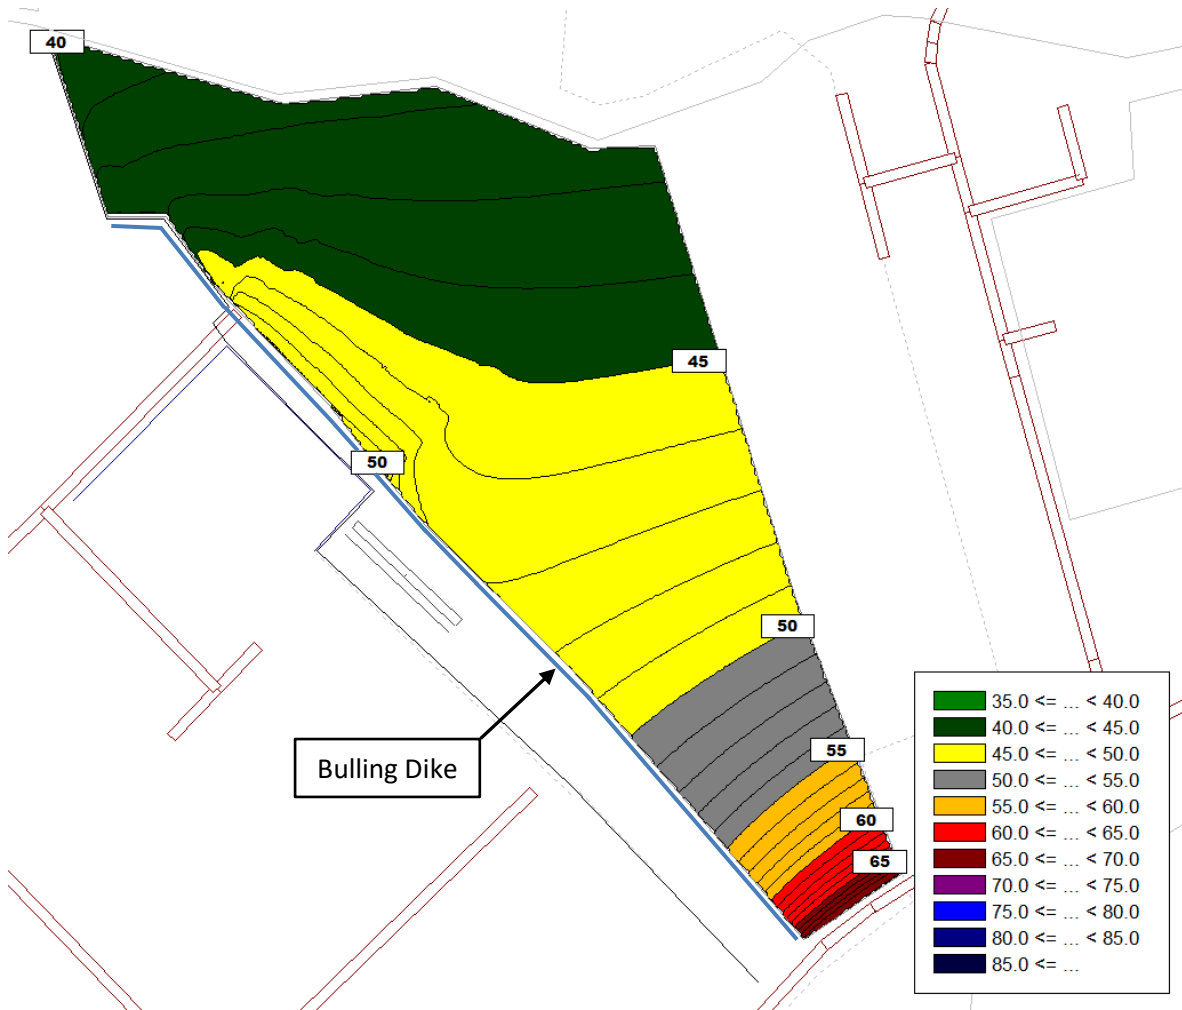 40
45
50
50
55
60
65
Bulling Dike
35.0 <= ... < 40.0
40.0 <= ... < 45.0
45.0 <= ... < 50.0
50.0 <= ... < 55.0
55.0 <= ... < 60.0
60.0 <= ... < 65.0
65.0 <= ... < 70.0
70.0 <= ... < 75.0
75.0 <= ... < 80.0
80.0 <= ... < 85.0
85.0 <= ...